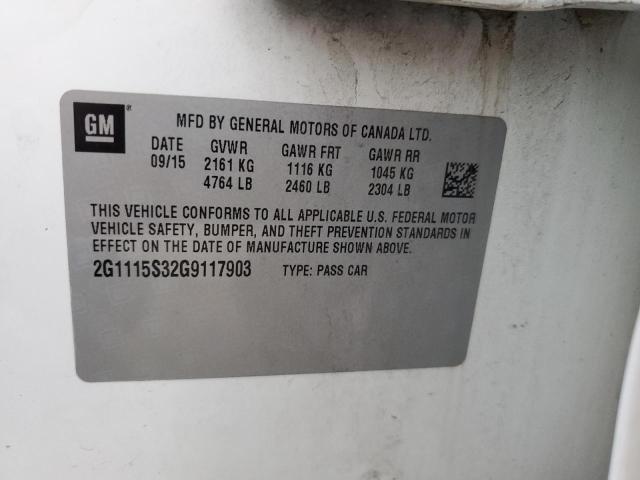 GM®
MFD BY GENERAL MOTORS OF CANADA LTD.
DATE GVWR GAWR FRT GAWR RR
09/15 2161 KG 1116 KG 1045 KG
4764 LB 2460 LB 2304 LB
THIS VEHICLE CONFORMS TO ALL APPLICABLE U.S. FEDERAL MOTOR
VEHICLE SAFETY, BUMPER, AND THEFT PREVENTION STANDARDS IN
EFFECT ON THE DATE OF MANUFACTURE SHOWN ABOVE.
2G1115S32G9117903 TYPE: PASS CAR